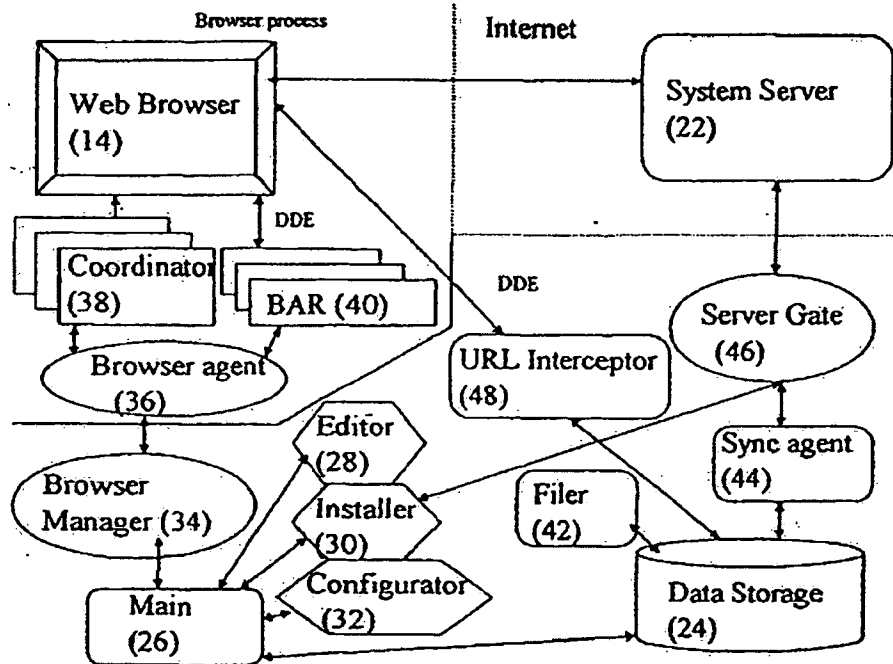 Browser process
Internet
Web Browser
(14)
System Server
(22)
DDE
Coordinator
(38)
BAR (40)
DDE
Server Gate
(46)
Browser agent
(36)
URL Interceptor
(48)
Editor
(28)
Sync agent
(44)
Browser
Manager (34)
Installer
(30)
Filer
(42)
Configurator
(32)
Main
(26)
Data Storage
(24)